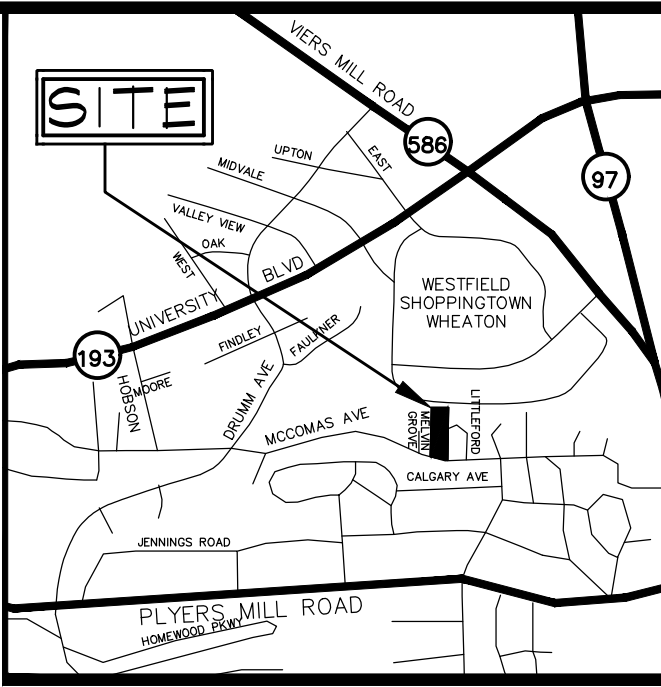 VIERS MILL ROAD
SITE
586
UPTON
EAST
MIDVALE
97
VALLEY VIEW
OAK
WEST
BLVD
UNIVERSITY
WESTFIELD
SHOPPINGTOWN
WHEATON
193
FINDLEY
FAULKNER
MOORE
HOBSON
DRUMM AVE
MCCOMAS AVE
MELVIN
GROVE
LITTLEFORD
CALGARY AVE
JENNINGS ROAD
PLYERS MILL ROAD
HOMEWOOD PKWY